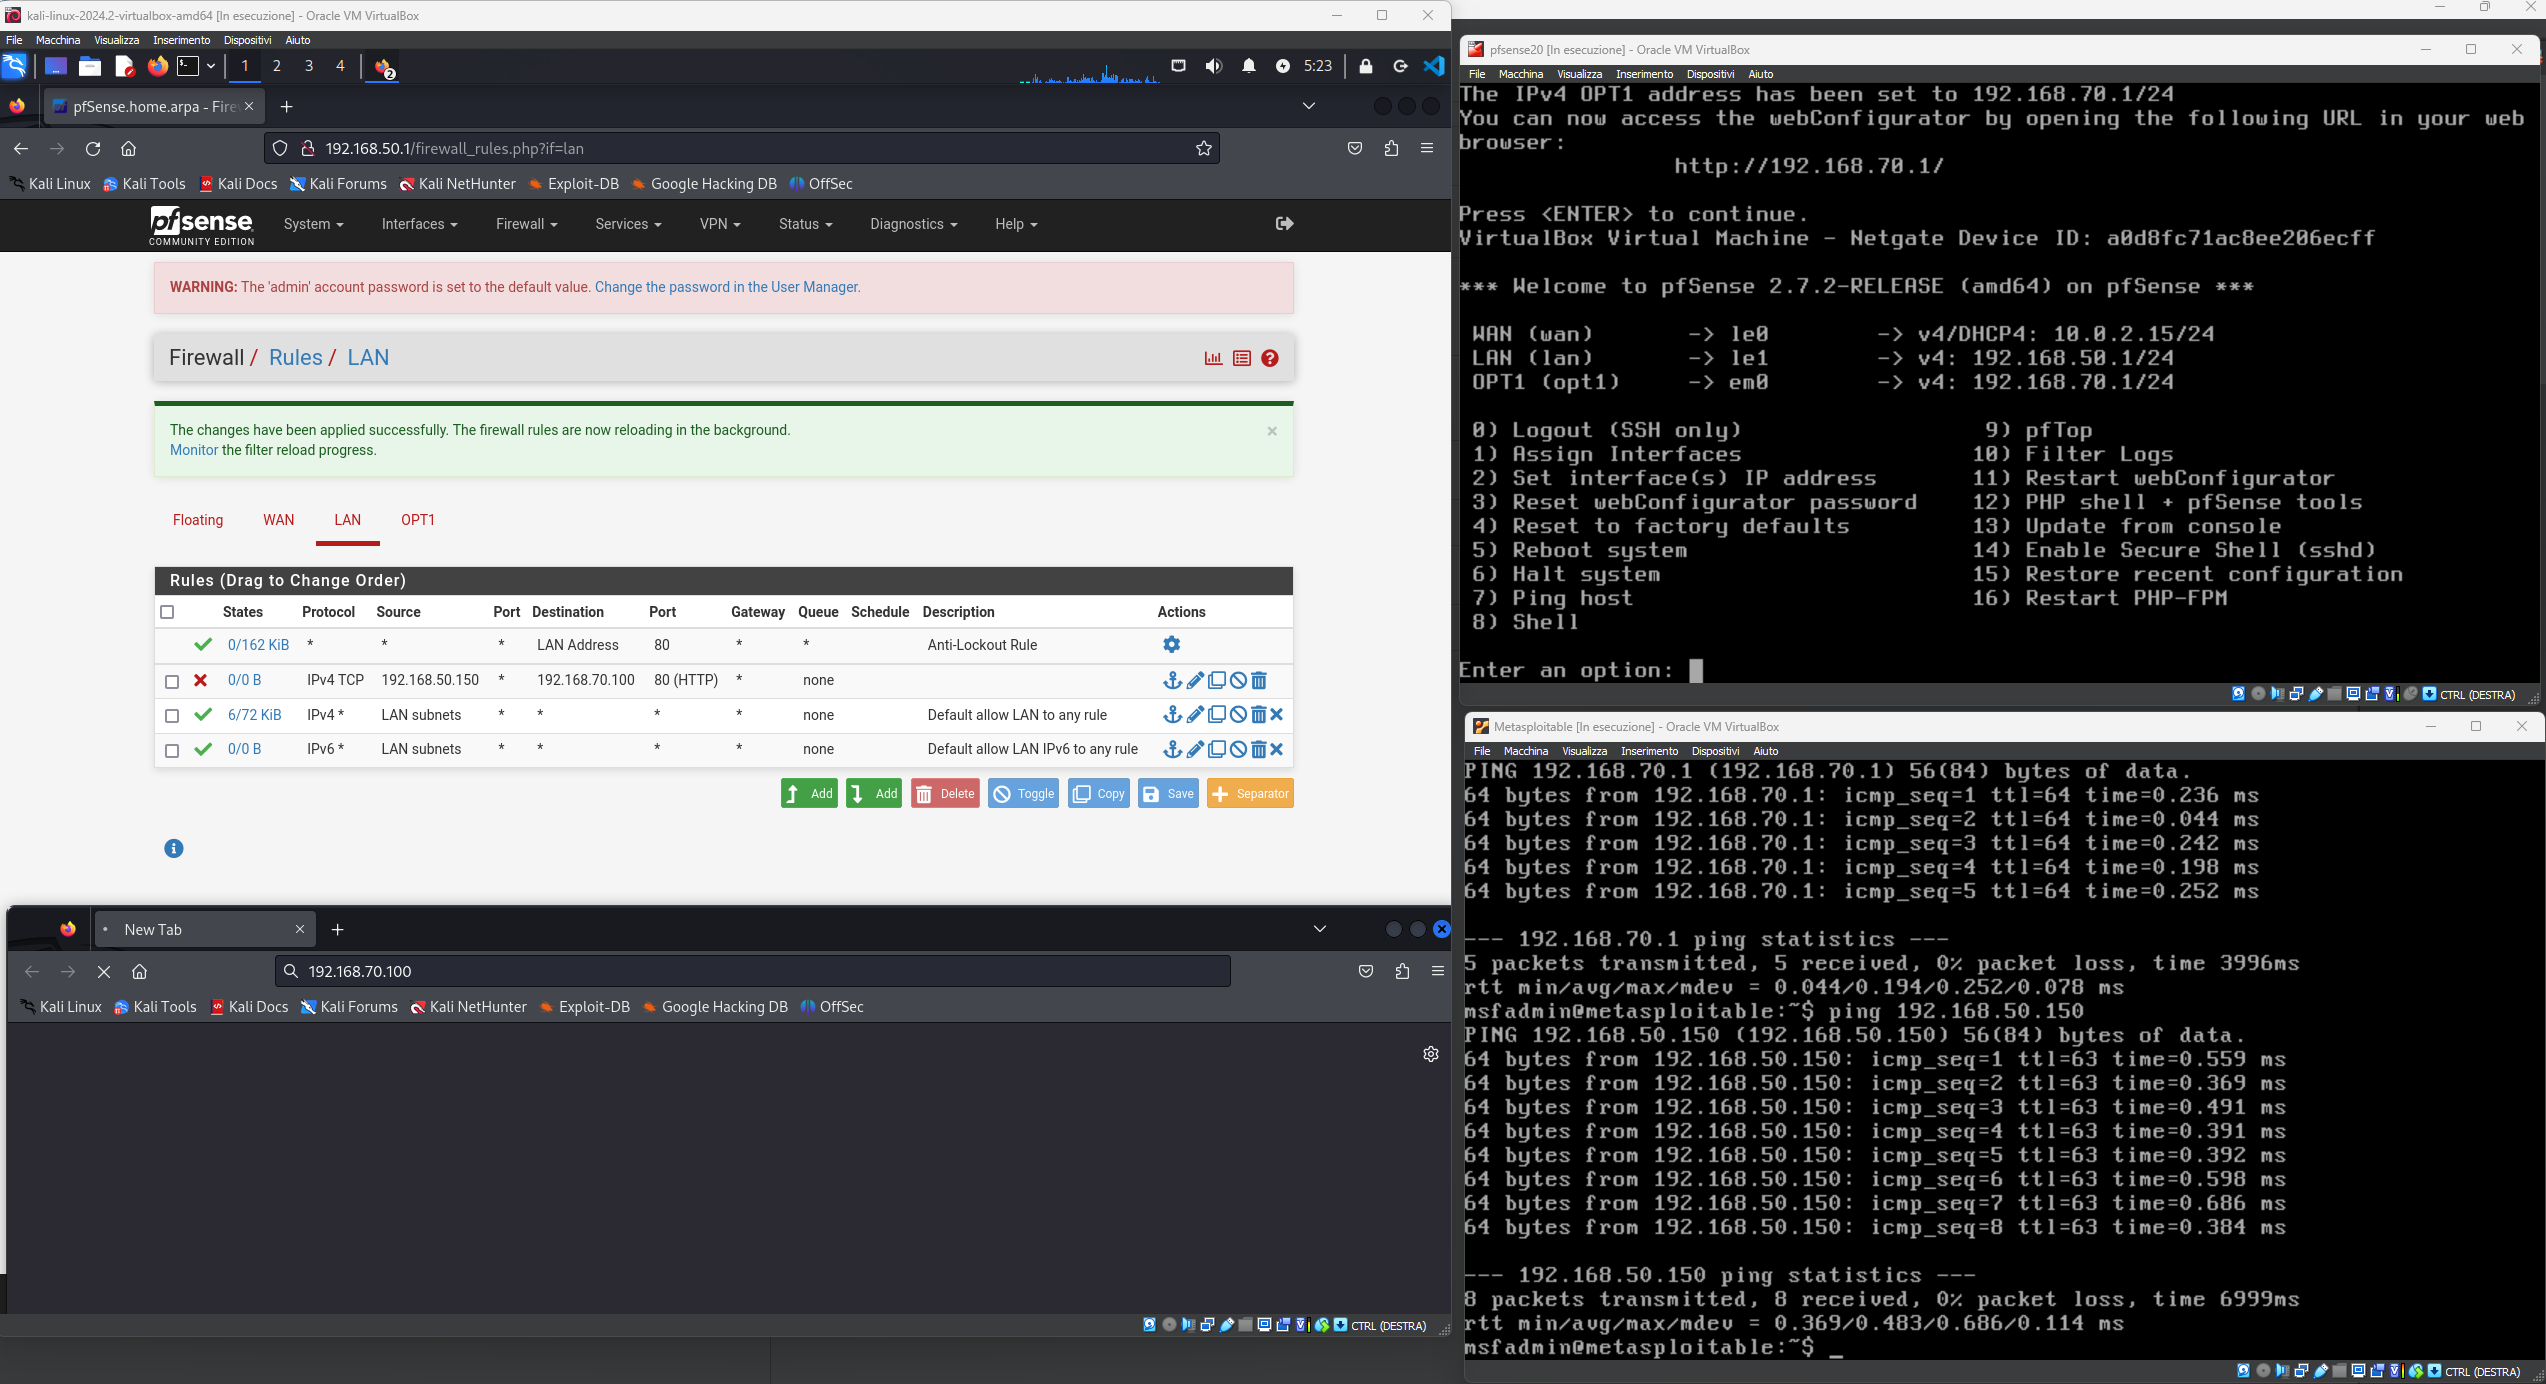 kali-linux-2024.2-virtualbox-amd64 [In esecuzione] - Oracle VM VirtualBox
File Macchina Visualizza Inserimento Dispositivi Aiuto
1 2 3 4 2 5:23
pfSense.home.arpa - Fire
192.168.50.1/firewall_rules.php?if=lan
Kali Linux Kali Tools Kali Docs Kali Forums Kali NetHunter Exploit-DB Google Hacking DB OffSec
pfsense System Interfaces Firewall Services VPN Status Diagnostics Help
COMMUNITY EDITION
WARNING: The 'admin' account password is set to the default value. Change the password in the User Manager.
Firewall / Rules / LAN
The changes have been applied successfully. The firewall rules are now reloading in the background.
Monitor the filter reload progress.
Floating WAN LAN OPT1
Rules (Drag to Change Order)
States Protocol Source Port Destination Port Gateway Queue Schedule Description Actions
0/162 KiB * * * LAN Address 80 * * Anti-Lockout Rule
0/0 B IPv4 TCP 192.168.50.150 * 192.168.70.100 80 (HTTP) * none
6/72 KiB IPv4 * LAN subnets * * * * none Default allow LAN to any rule
0/0 B IPv6 * LAN subnets * * * * none Default allow LAN IPv6 to any rule
Add Add Delete Toggle Copy Save Separator
New Tab
192.168.70.100
Kali Linux Kali Tools Kali Docs Kali Forums Kali NetHunter Exploit-DB Google Hacking DB OffSec
CTRL (DESTRA)
pfsense20 [In esecuzione] - Oracle VM VirtualBox
File Macchina Visualizza Inserimento Dispositivi Aiuto
The IPv4 OPT1 address has been set to 192.168.70.1/24
You can now access the webConfigurator by opening the following URL in your web
browser:
http://192.168.70.1/
Press <ENTER> to continue.
VirtualBox Virtual Machine - Netgate Device ID: a0d8fc71ac8ee206ecff
*** Welcome to pfSense 2.7.2-RELEASE (amd64) on pfSense ***
WAN (wan) -> le0 -> v4/DHCP4: 10.0.2.15/24
LAN (lan) -> le1 -> v4: 192.168.50.1/24
OPT1 (opt1) -> em0 -> v4: 192.168.70.1/24
0) Logout (SSH only) 9) pfTop
1) Assign Interfaces 10) Filter Logs
2) Set interface(s) IP address 11) Restart webConfigurator
3) Reset webConfigurator password 12) PHP shell + pfSense tools
4) Reset to factory defaults 13) Update from console
5) Reboot system 14) Enable Secure Shell (sshd)
6) Halt system 15) Restore recent configuration
7) Ping host 16) Restart PHP-FPM
8) Shell
Enter an option:
CTRL (DESTRA)
Metasploitable [In esecuzione] - Oracle VM VirtualBox
File Macchina Visualizza Inserimento Dispositivi Aiuto
PING 192.168.70.1 (192.168.70.1) 56(84) bytes of data.
64 bytes from 192.168.70.1: icmp_seq=1 ttl=64 time=0.236 ms
64 bytes from 192.168.70.1: icmp_seq=2 ttl=64 time=0.044 ms
64 bytes from 192.168.70.1: icmp_seq=3 ttl=64 time=0.242 ms
64 bytes from 192.168.70.1: icmp_seq=4 ttl=64 time=0.198 ms
64 bytes from 192.168.70.1: icmp_seq=5 ttl=64 time=0.252 ms
--- 192.168.70.1 ping statistics ---
5 packets transmitted, 5 received, 0% packet loss, time 3996ms
rtt min/avg/max/mdev = 0.044/0.194/0.252/0.078 ms
msfadmin@metasploitable:~$ ping 192.168.50.150
PING 192.168.50.150 (192.168.50.150) 56(84) bytes of data.
64 bytes from 192.168.50.150: icmp_seq=1 ttl=63 time=0.559 ms
64 bytes from 192.168.50.150: icmp_seq=2 ttl=63 time=0.369 ms
64 bytes from 192.168.50.150: icmp_seq=3 ttl=63 time=0.491 ms
64 bytes from 192.168.50.150: icmp_seq=4 ttl=63 time=0.391 ms
64 bytes from 192.168.50.150: icmp_seq=5 ttl=63 time=0.392 ms
64 bytes from 192.168.50.150: icmp_seq=6 ttl=63 time=0.598 ms
64 bytes from 192.168.50.150: icmp_seq=7 ttl=63 time=0.686 ms
64 bytes from 192.168.50.150: icmp_seq=8 ttl=63 time=0.384 ms
--- 192.168.50.150 ping statistics ---
8 packets transmitted, 8 received, 0% packet loss, time 6999ms
rtt min/avg/max/mdev = 0.369/0.483/0.686/0.114 ms
msfadmin@metasploitable:~$ _
CTRL (DESTRA)